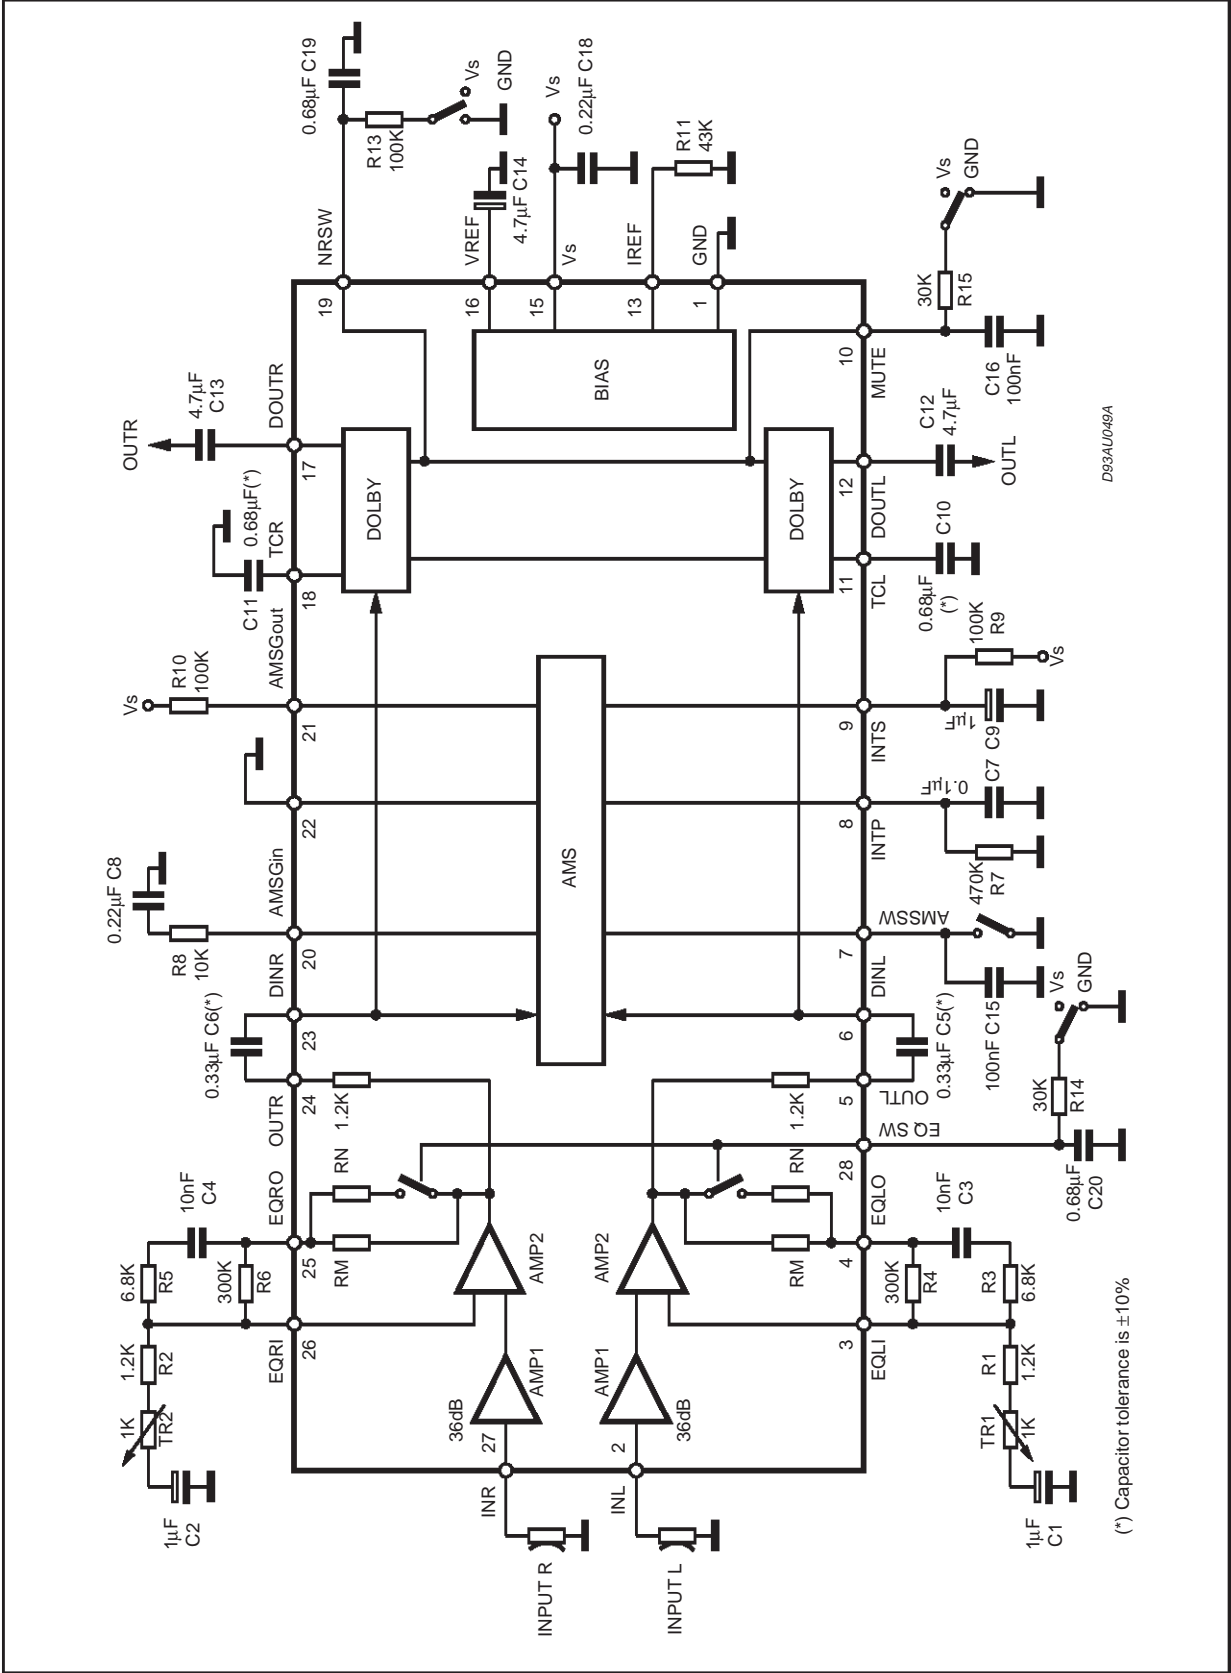 0.68µF C19
Vs
GND
R13
100K
NRSW
19
4.7µF C14
VREF
16
Vs
0.22µF C18
Vs
15
R11
43K
IREF
13
GND
1
BIAS
Vs
GND
30K
R15
C16
100nF
MUTE
10
OUTR
4.7µF
C13
DOUTR
17
0.68µF(*)
C11
TCR
18
DOLBY
DOLBY
12
DOUTL
C12
4.7µF
OUTL
11
TCL
C10
0.68µF
(*)
D93AU049A
Vs
R10
100K
AMSGout
21
22
0.22µF C8
R8
10K
AMSGin
20
AMS
9
INTS
1µF
C9
100K
R9
Vs
8
INTP
0.1µF
C7
470K
R7
7
AMSSW
100nF C15
DINR
23
0.33µF C6(*)
24
OUTR
1.2K
DINL
6
0.33µF C5(*)
5
OUTL
1.2K
EQ SW
28
Vs
GND
30K
R14
0.68µF
C20
10nF
C4
EQRO
25
RN
RM
6.8K
R5
300K
R6
EQRI
26
1.2K
R2
1K
TR2
1µF
C2
AMP2
AMP2
AMP1
AMP1
36dB
36dB
27
INR
INPUT R
2
INL
INPUT L
RN
RM
4
EQLO
10nF
C3
300K
R4
R3
6.8K
3
EQLI
R1
1.2K
TR1
1K
1µF
C1
(*) Capacitor tolerance is ±10%